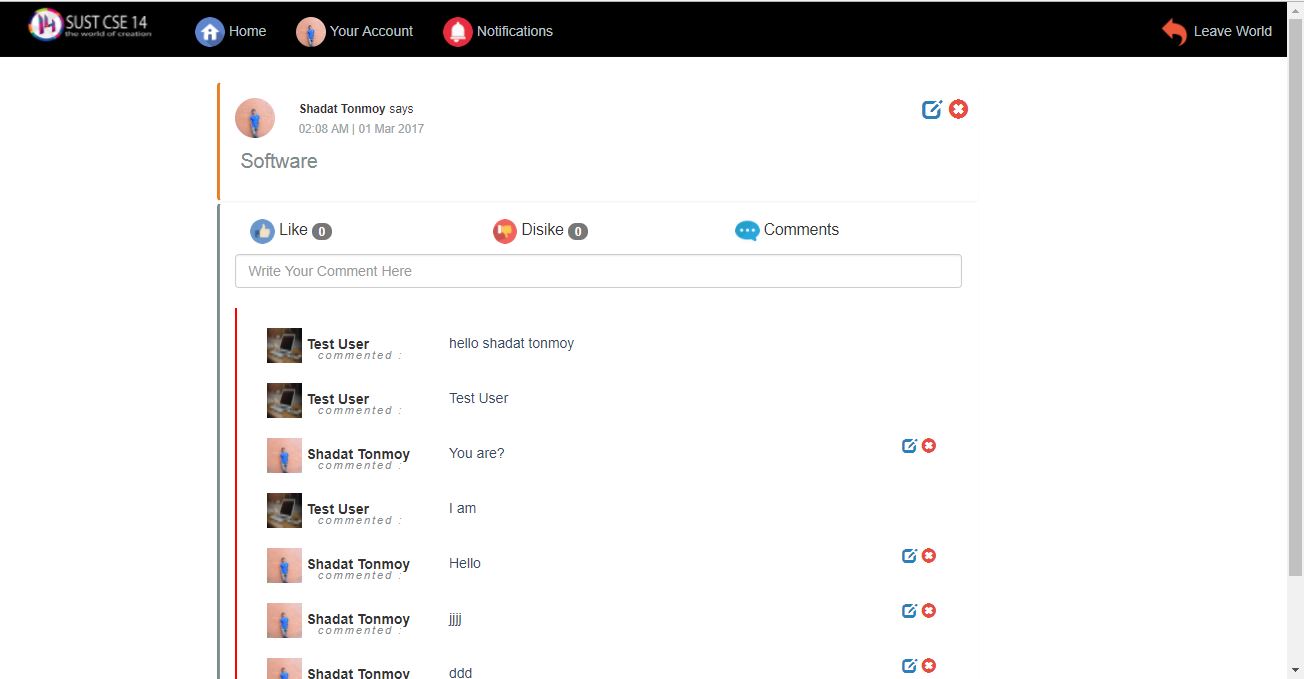 SUST CSE 14
the world of creation
Home
Your Account
Notifications
Leave World
Shadat Tonmoy says
02:08 AM | 01 Mar 2017
Software
Like 0
Disike 0
Comments
Write Your Comment Here
Test User
commented :
hello shadat tonmoy
Test User
commented :
Test User
Shadat Tonmoy
commented :
You are?
Test User
commented :
I am
Shadat Tonmoy
commented :
Hello
Shadat Tonmoy
commented :
jjjj
Shadat Tonmoy
ddd